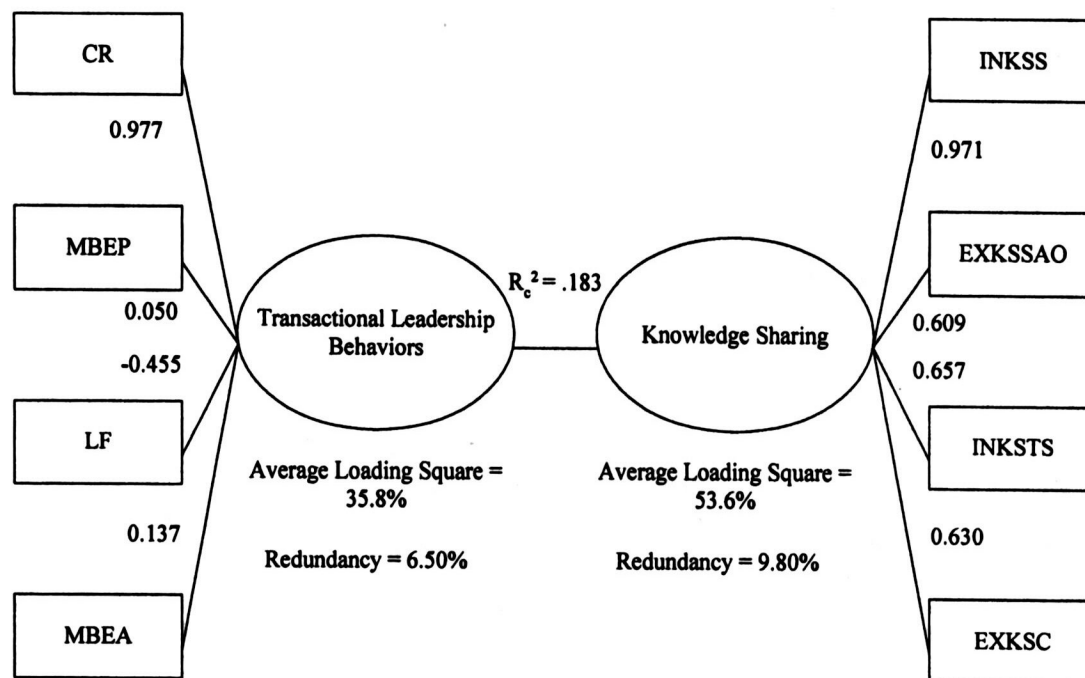 CR
0.977
MBEP
0.050
-0.455
LF
0.137
MBEA
Transactional Leadership
Behaviors
Average Loading Square =
35.8%
Redundancy = 6.50%
R_c² = .183
Knowledge Sharing
Average Loading Square =
53.6%
Redundancy = 9.80%
INKSS
0.971
EXKSSAO
0.609
0.657
INKSTS
0.630
EXKSC